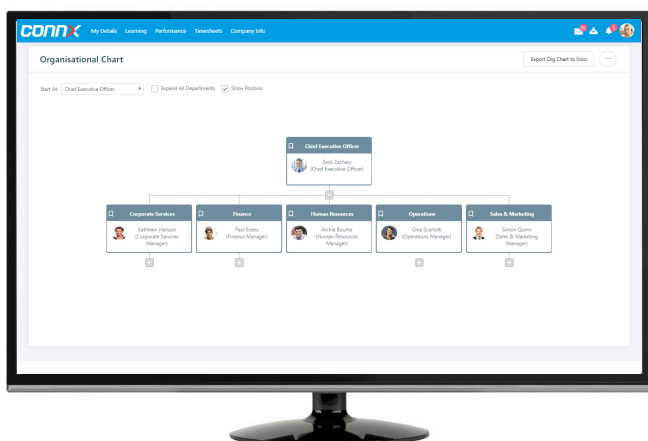 CONNX
My Details Learning Performance Timesheets Company Info
Organisational Chart
Export Org Chart to Visio
Start At: Chief Executive Officer
Expand All Departments
Show Position
Chief Executive Officer
Zack Zachary
(Chief Executive Officer)
Corporate Services
Kathleen Hanson
(Corporate Services
Manager)
Finance
Paul Evens
(Finance Manager)
Human Resources
Archie Bourke
(Human Resources
Manager)
Operations
Gina Scarlotti
(Operations Manager)
Sales & Marketing
Simon Quinn
(Sales & Marketing
Manager)